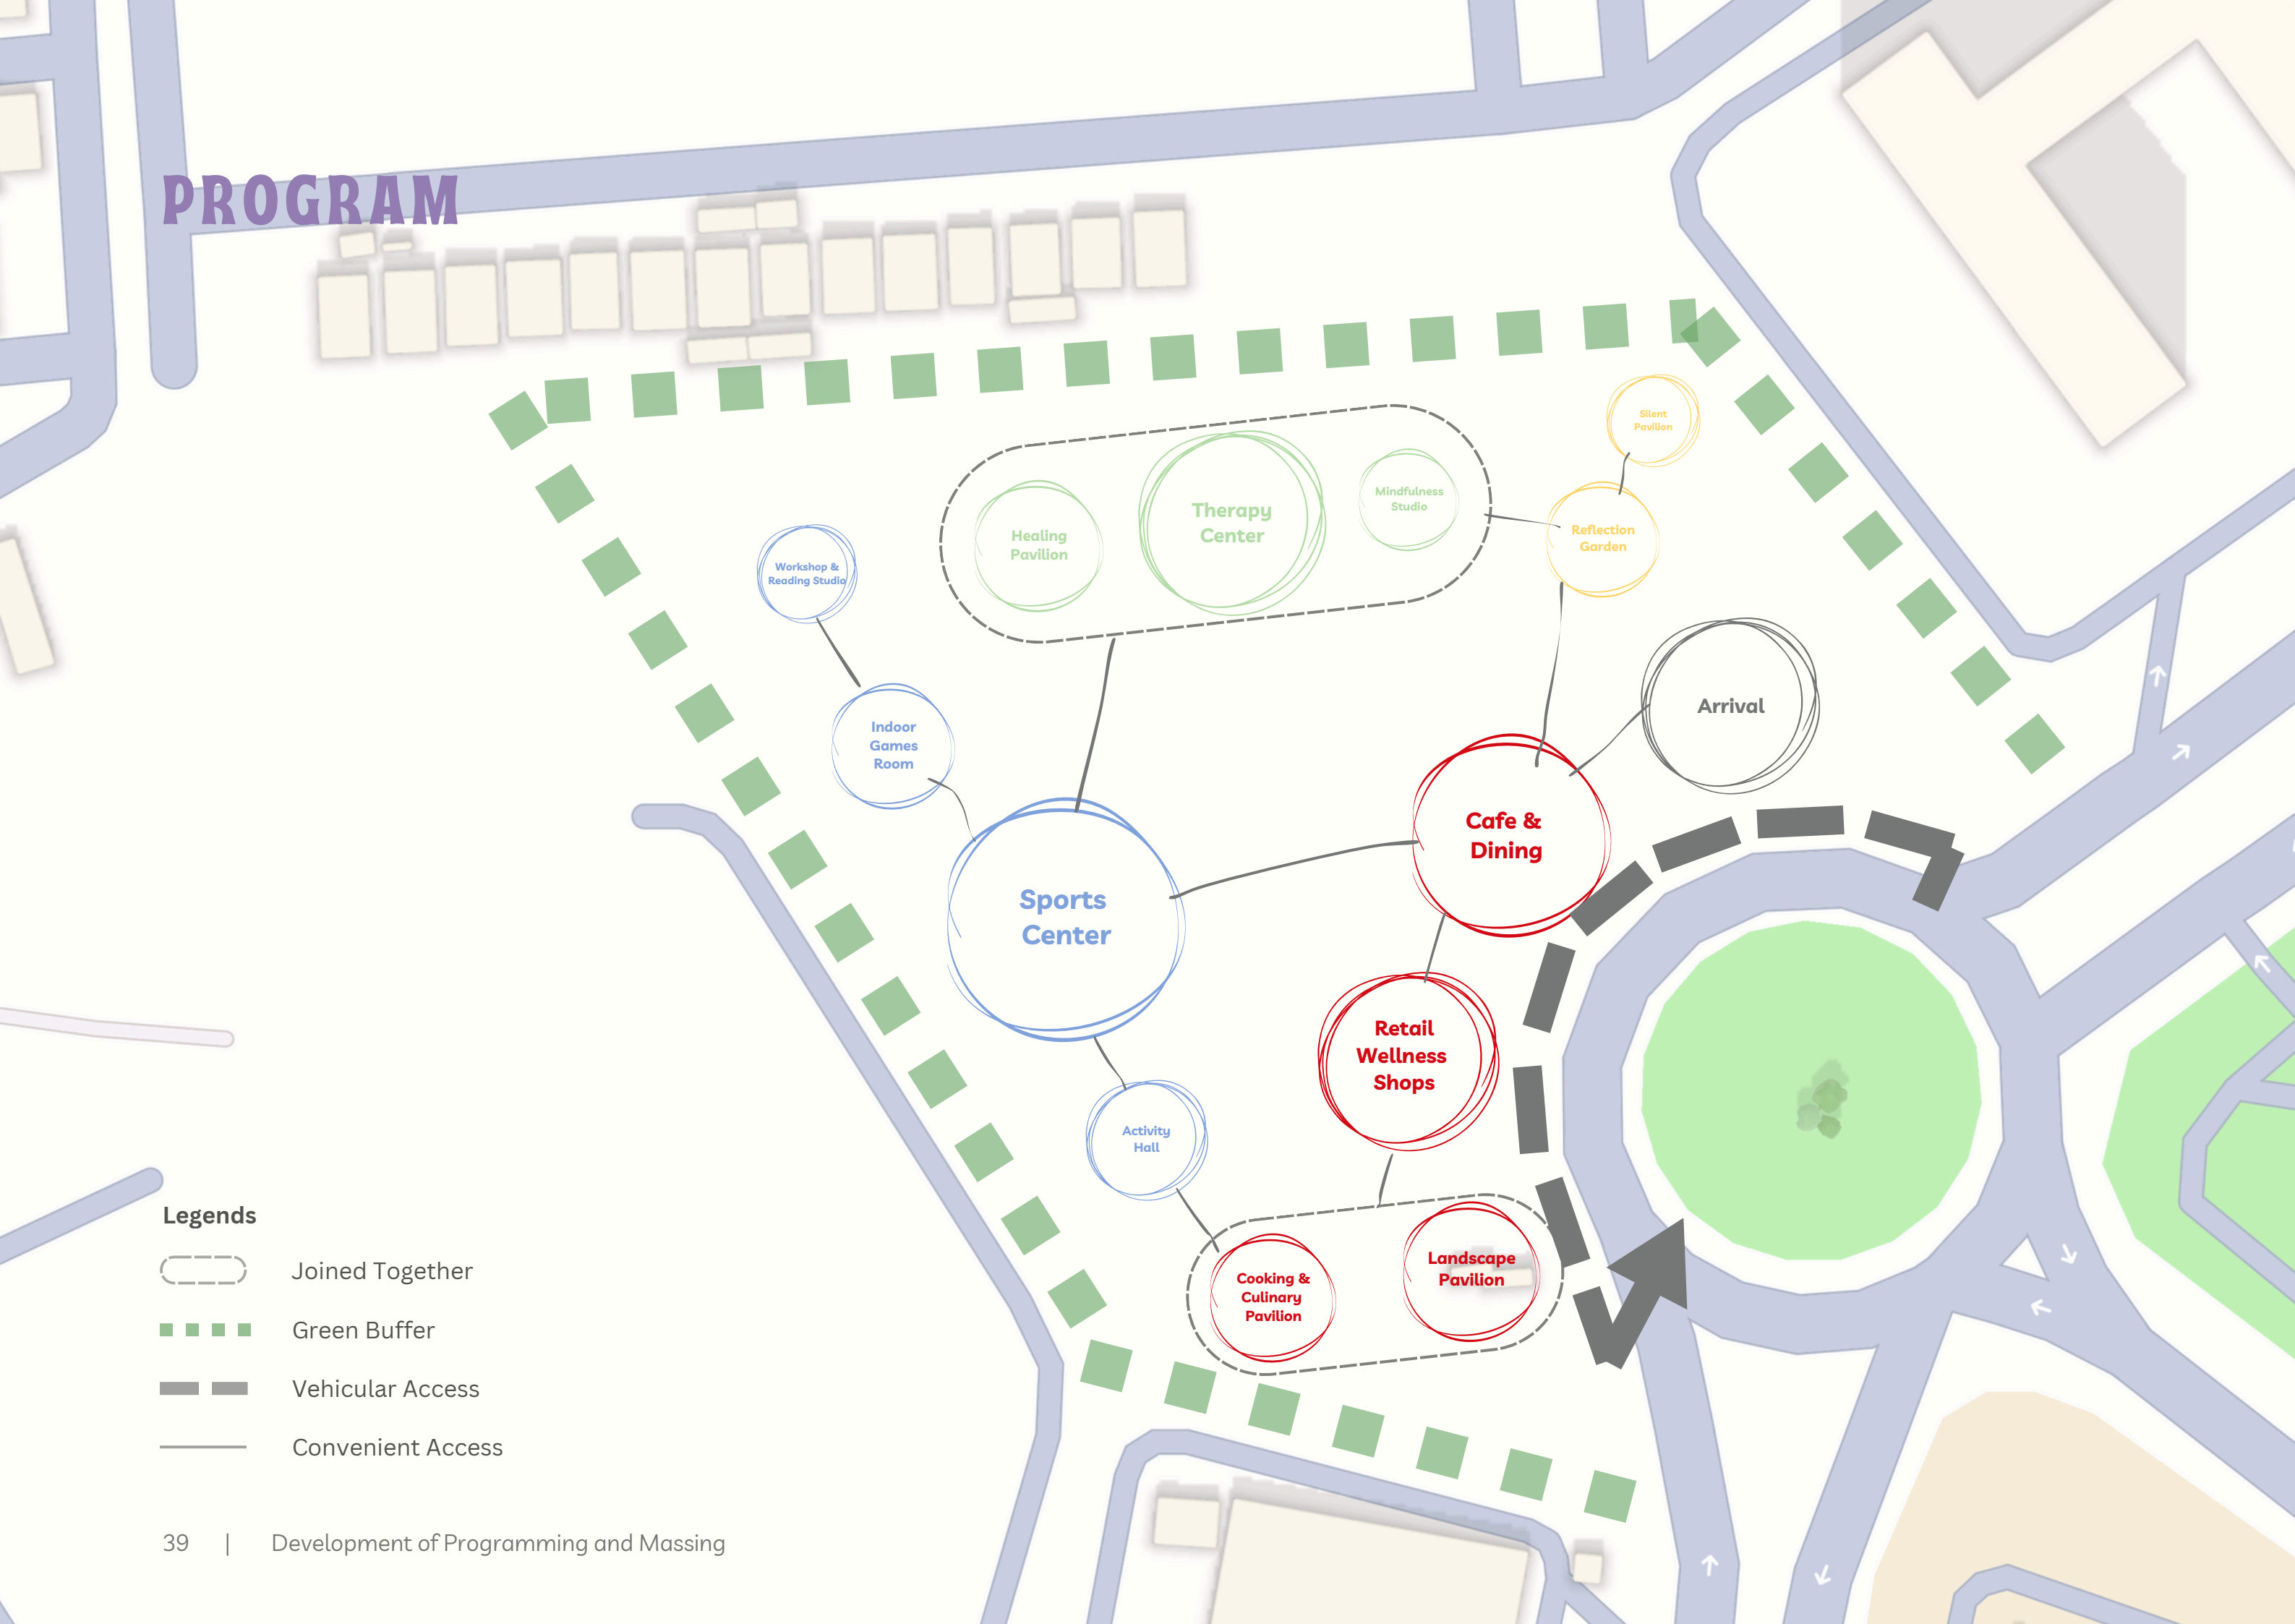 PROGRAM
Silent
Pavilion
Mindfulness
Studio
Therapy
Center
Healing
Pavilion
Reflection
Garden
Workshop &
Reading Studio
Arrival
Indoor
Games
Room
Cafe &
Dining
Sports
Center
Retail
Wellness
Shops
Activity
Hall
Landscape
Pavilion
Cooking &
Culinary
Pavilion
Legends
Joined Together
Green Buffer
Vehicular Access
Convenient Access
39 | Development of Programming and Massing